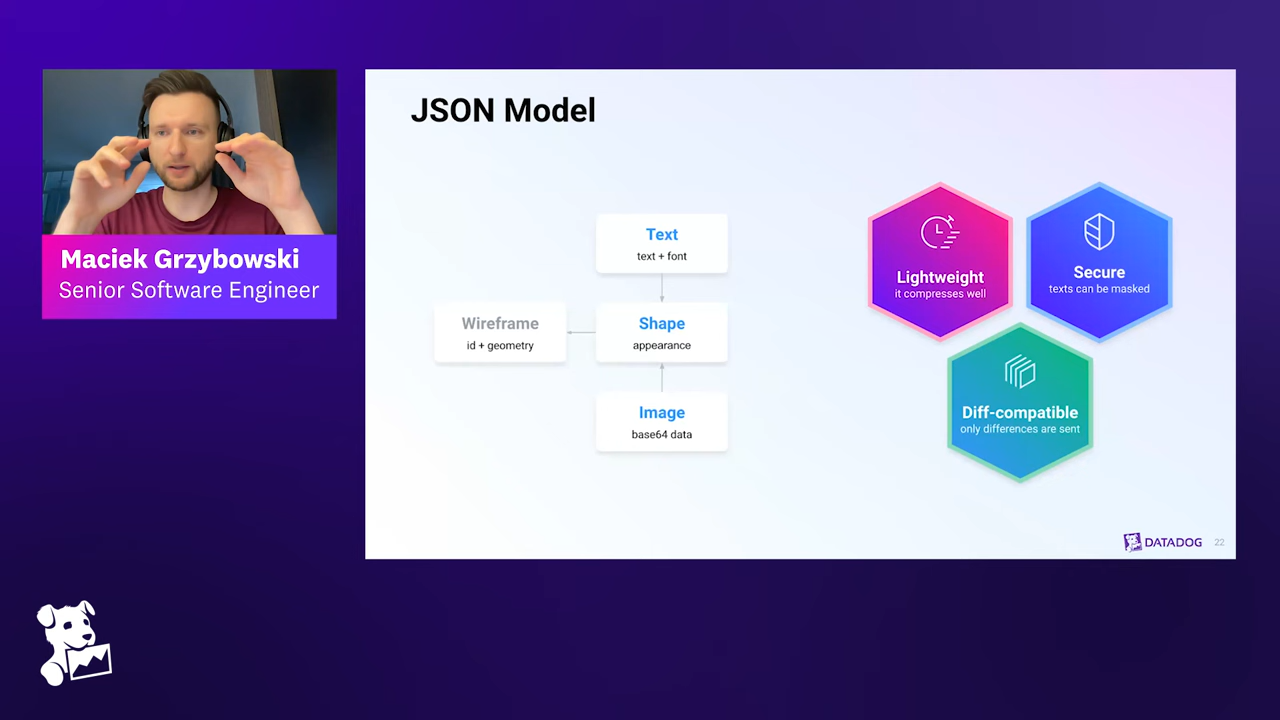 Maciek Grzybowski
Senior Software Engineer
JSON Model
Text
text + font
Wireframe
id + geometry
Shape
appearance
Image
base64 data
Lightweight
it compresses well
Secure
texts can be masked
Diff-compatible
only differences are sent
DATADOG
22